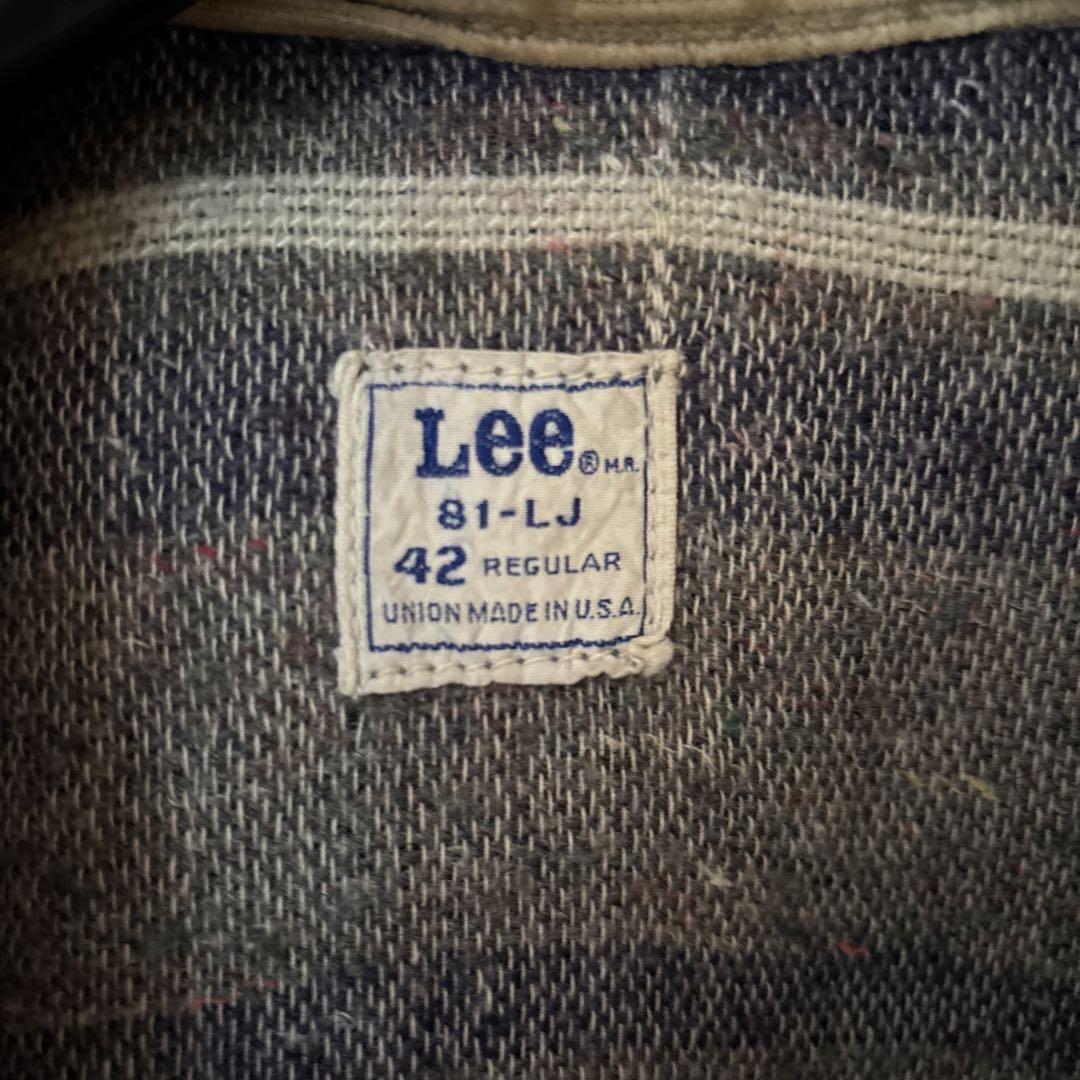 Lee® M.R.
81-LJ
42 REGULAR
UNION MADE IN U.S.A.